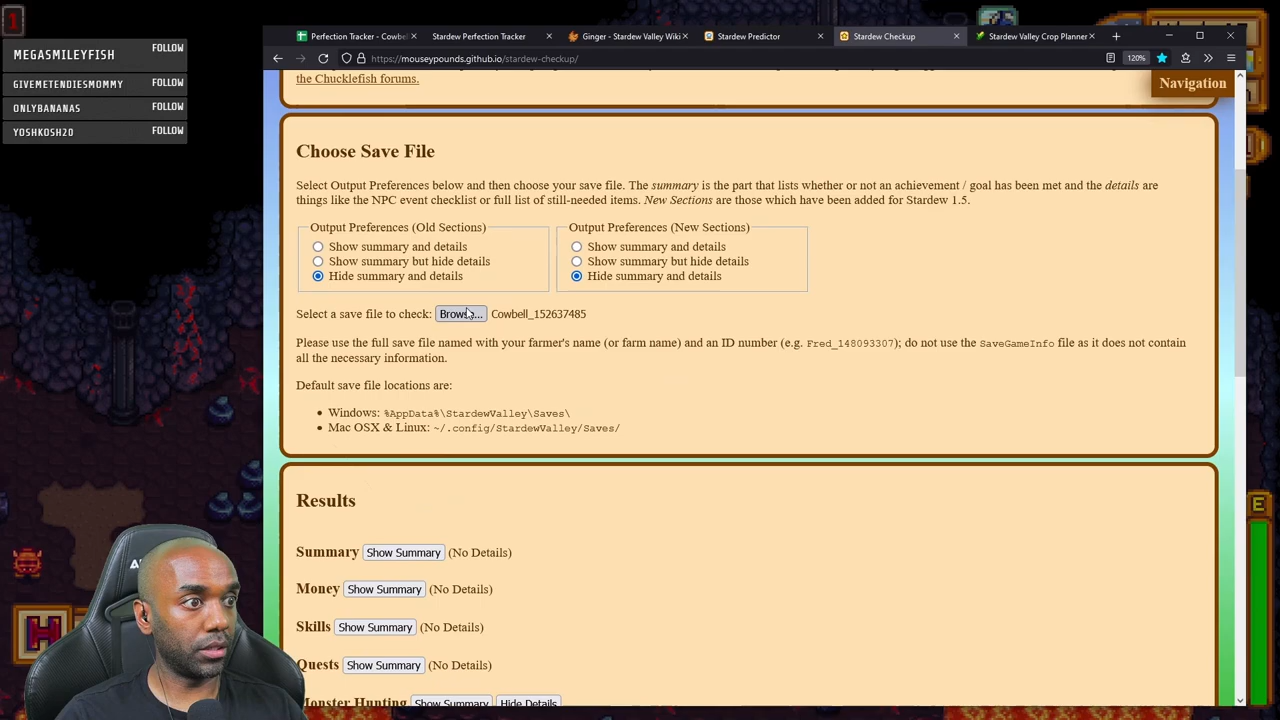 1
MEGASMILEYFISH FOLLOW
GIVEMETENDIESMOMMY FOLLOW
ONLYBANANAS FOLLOW
YOSHKOSH20 FOLLOW
Perfection Tracker - Cowbe
Stardew Perfection Tracker
Ginger - Stardew Valley Wiki
Stardew Predictor
Stardew Checkup
Stardew Valley Crop Planner
https://mouseypounds.github.io/stardew-checkup/
120%
the Chucklefish forums.
Navigation
Choose Save File
Select Output Preferences below and then choose your save file. The summary is the part that lists whether or not an achievement / goal has been met and the details are
things like the NPC event checklist or full list of still-needed items. New Sections are those which have been added for Stardew 1.5.
Output Preferences (Old Sections)
Show summary and details
Show summary but hide details
Hide summary and details
Output Preferences (New Sections)
Show summary and details
Show summary but hide details
Hide summary and details
Select a save file to check: Browse... Cowbell_152637485
Please use the full save file named with your farmer's name (or farm name) and an ID number (e.g. Fred_148093307); do not use the SaveGameInfo file as it does not contain
all the necessary information.
Default save file locations are:
• Windows: %AppData%\StardewValley\Saves\
• Mac OSX & Linux: ~/.config/StardewValley/Saves/
Results
Summary Show Summary (No Details)
Money Show Summary (No Details)
Skills Show Summary (No Details)
Quests Show Summary (No Details)
Monster Hunting Show Summary Hide Details
E
H